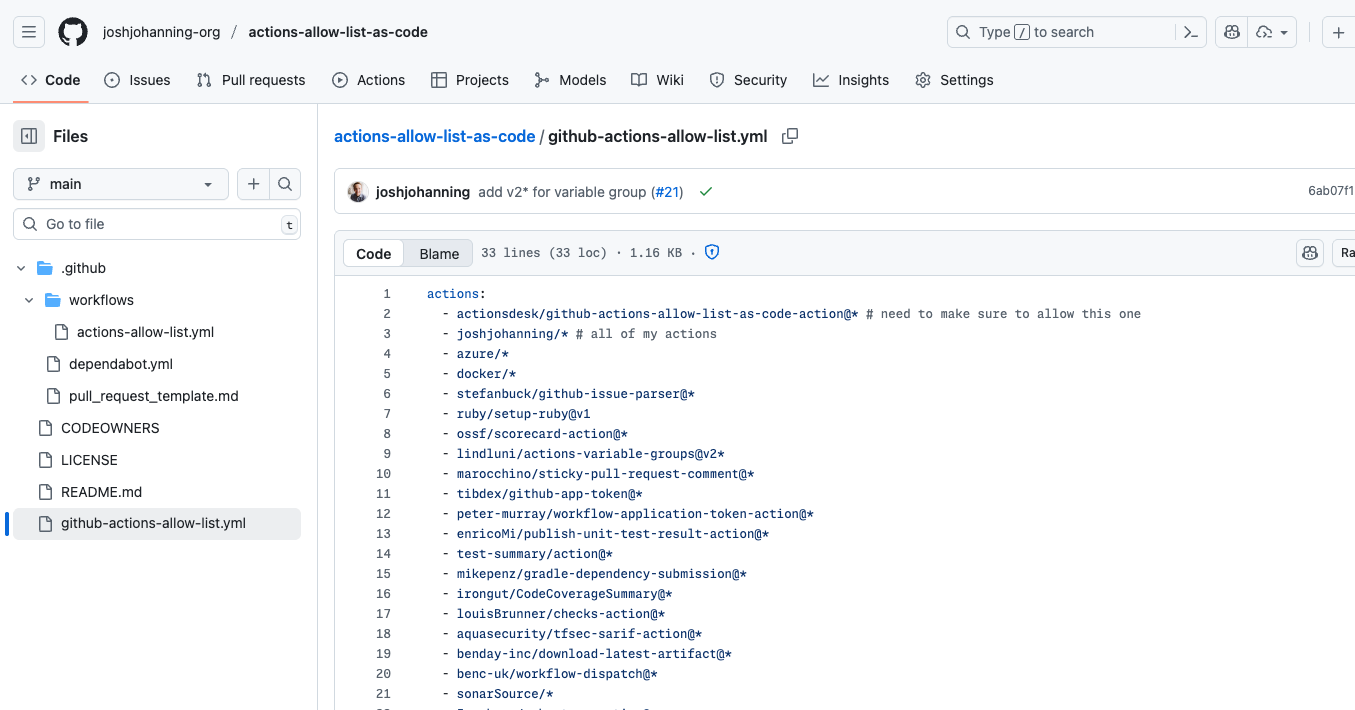 joshjohanning-org / actions-allow-list-as-code
Type / to search
Code Issues Pull requests Actions Projects Models Wiki Security Insights Settings
Files
main
Go to file t
.github
workflows
actions-allow-list.yml
dependabot.yml
pull_request_template.md
CODEOWNERS
LICENSE
README.md
github-actions-allow-list.yml
actions-allow-list-as-code / github-actions-allow-list.yml
joshjohanning add v2* for variable group (#21) 6ab07f1
Code Blame 33 lines (33 loc) · 1.16 KB · Ra
1 actions:
2 - actionsdesk/github-actions-allow-list-as-code-action@* # need to make sure to allow this one
3 - joshjohanning/* # all of my actions
4 - azure/*
5 - docker/*
6 - stefanbuck/github-issue-parser@*
7 - ruby/setup-ruby@v1
8 - ossf/scorecard-action@*
9 - lindluni/actions-variable-groups@v2*
10 - marocchino/sticky-pull-request-comment@*
11 - tibdex/github-app-token@*
12 - peter-murray/workflow-application-token-action@*
13 - enricoMi/publish-unit-test-result-action@*
14 - test-summary/action@*
15 - mikepenz/gradle-dependency-submission@*
16 - irongut/CodeCoverageSummary@*
17 - louisBrunner/checks-action@*
18 - aquasecurity/tfsec-sarif-action@*
19 - benday-inc/download-latest-artifact@*
20 - benc-uk/workflow-dispatch@*
21 - sonarSource/*